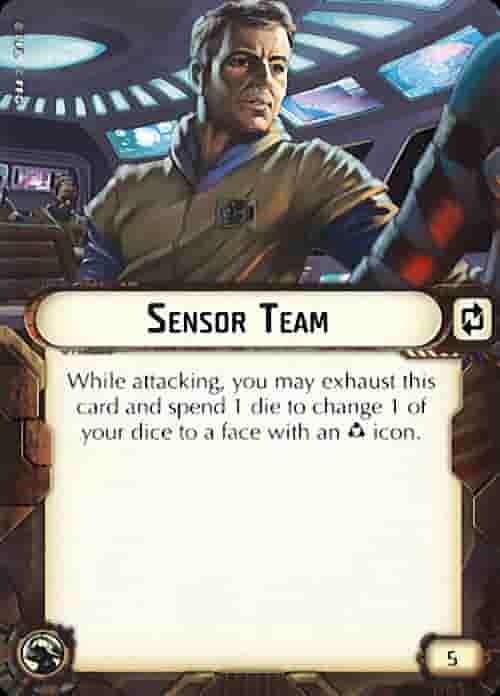 Sensor Team
While attacking, you may exhaust this
card and spend 1 die to change 1 of
your dice to a face with an icon.
5